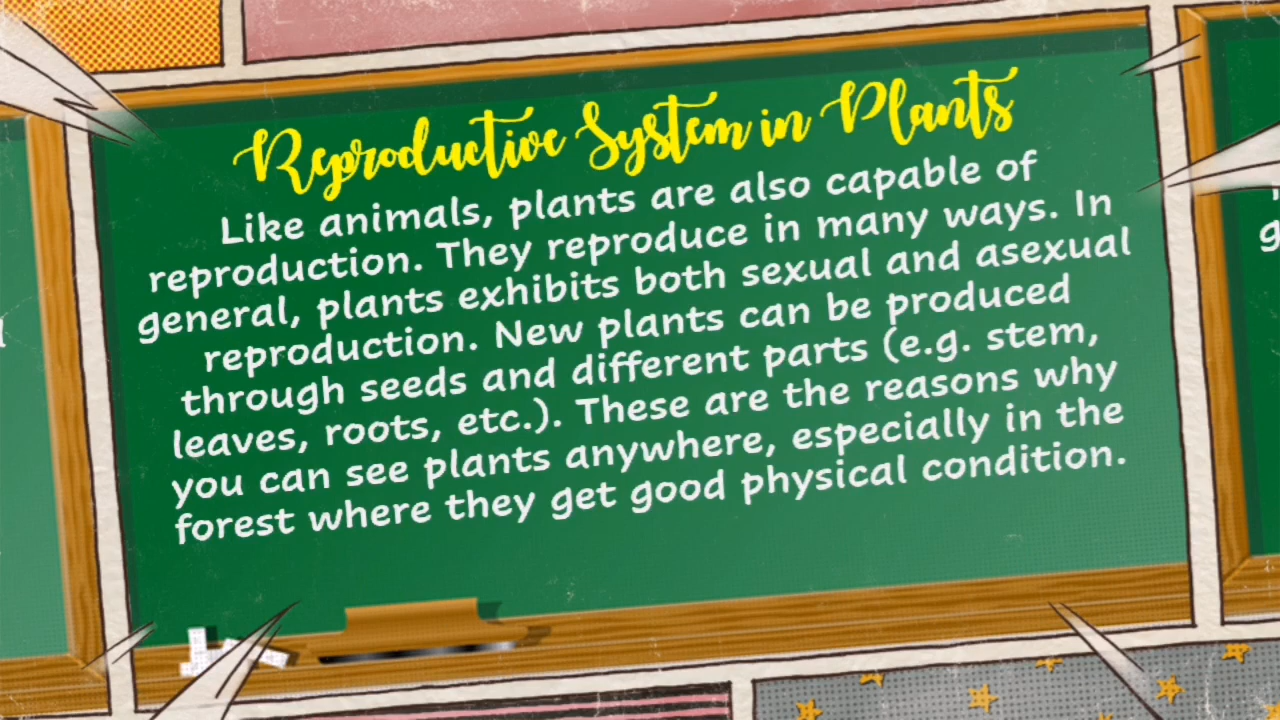 Reproductive System in Plants
Like animals, plants are also capable of
reproduction. They reproduce in many ways. In
general, plants exhibits both sexual and asexual
reproduction. New plants can be produced
through seeds and different parts (e.g. stem,
leaves, roots, etc.). These are the reasons why
you can see plants anywhere, especially in the
forest where they get good physical condition.